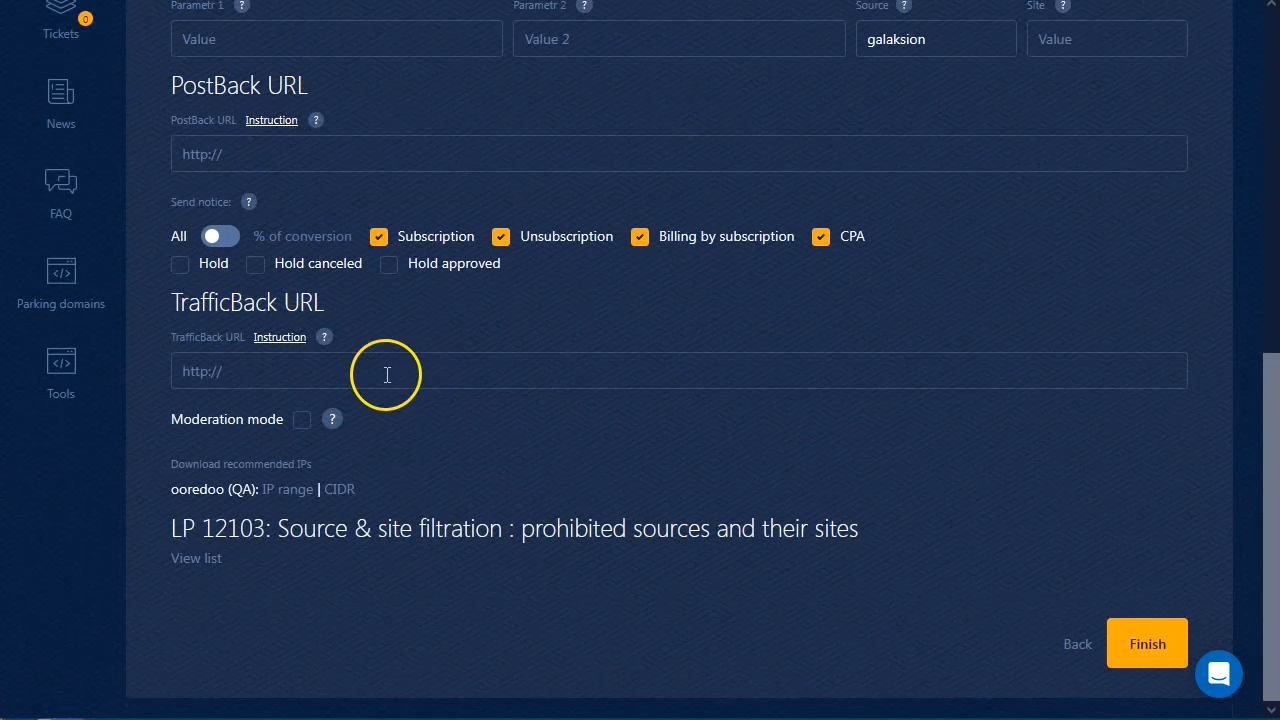 Parametr 1 ? Parametr 2 ? Source ? Site ?
Value Value 2 galaksion Value
PostBack URL
PostBack URL Instruction ?
http://
Send notice: ?
All % of conversion Subscription Unsubscription Billing by subscription CPA
Hold Hold canceled Hold approved
TrafficBack URL
TrafficBack URL Instruction ?
http://
Moderation mode ?
Download recommended IPs
ooredoo (QA): IP range | CIDR
LP 12103: Source & site filtration : prohibited sources and their sites
View list
Back Finish
0
Tickets
News
FAQ
Parking domains
Tools